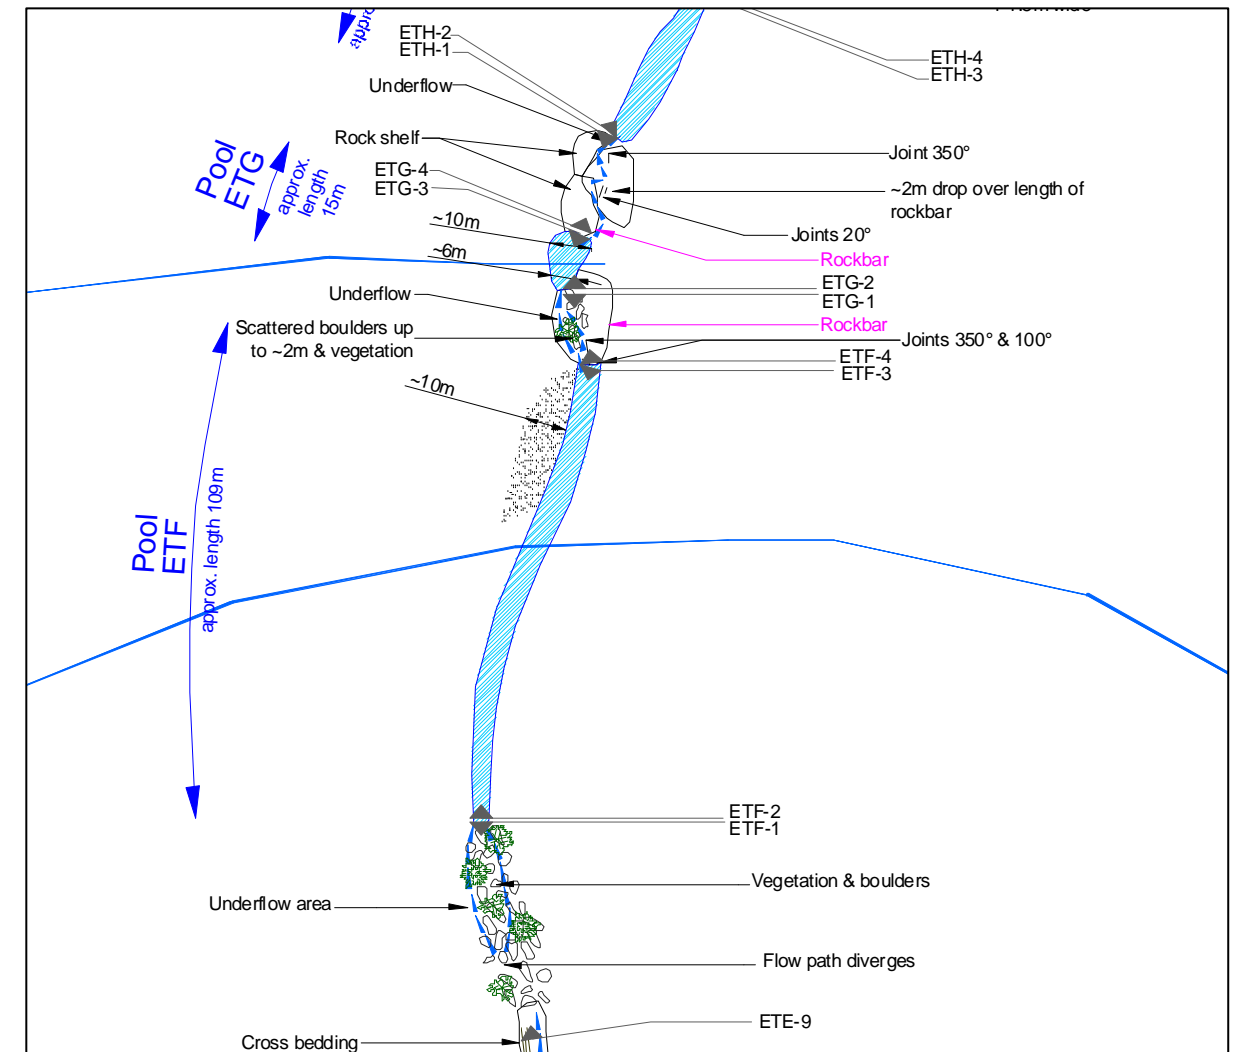 ETH-2
ETH-1
ETH-4
ETH-3
Underflow
Rock shelf
Joint 350°
ETG-4
ETG-3
~2m drop over length of
rockbar
Pool
ETG
approx.
length
15m
~10m
~6m
Joints 20°
Rockbar
ETG-2
ETG-1
Underflow
Rockbar
Scattered boulders up
to ~2m & vegetation
Joints 350° & 100°
ETF-4
ETF-3
~10m
Pool
ETF
approx. length 109m
ETF-2
ETF-1
Vegetation & boulders
Underflow area
Flow path diverges
ETE-9
Cross bedding